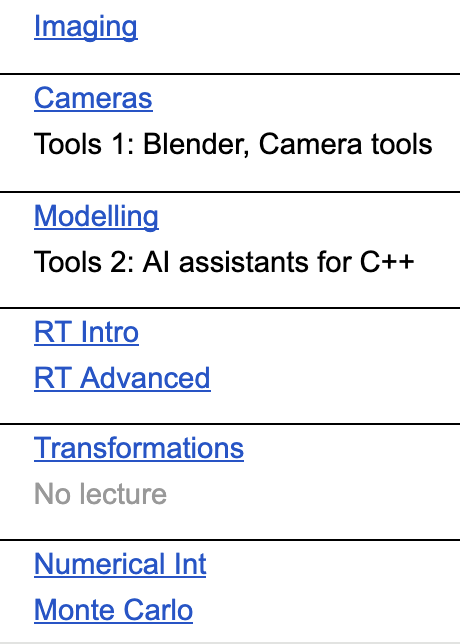 Imaging
Cameras
Tools 1: Blender, Camera tools
Modelling
Tools 2: AI assistants for C++
RT Intro
RT Advanced
Transformations
No lecture
Numerical Int
Monte Carlo